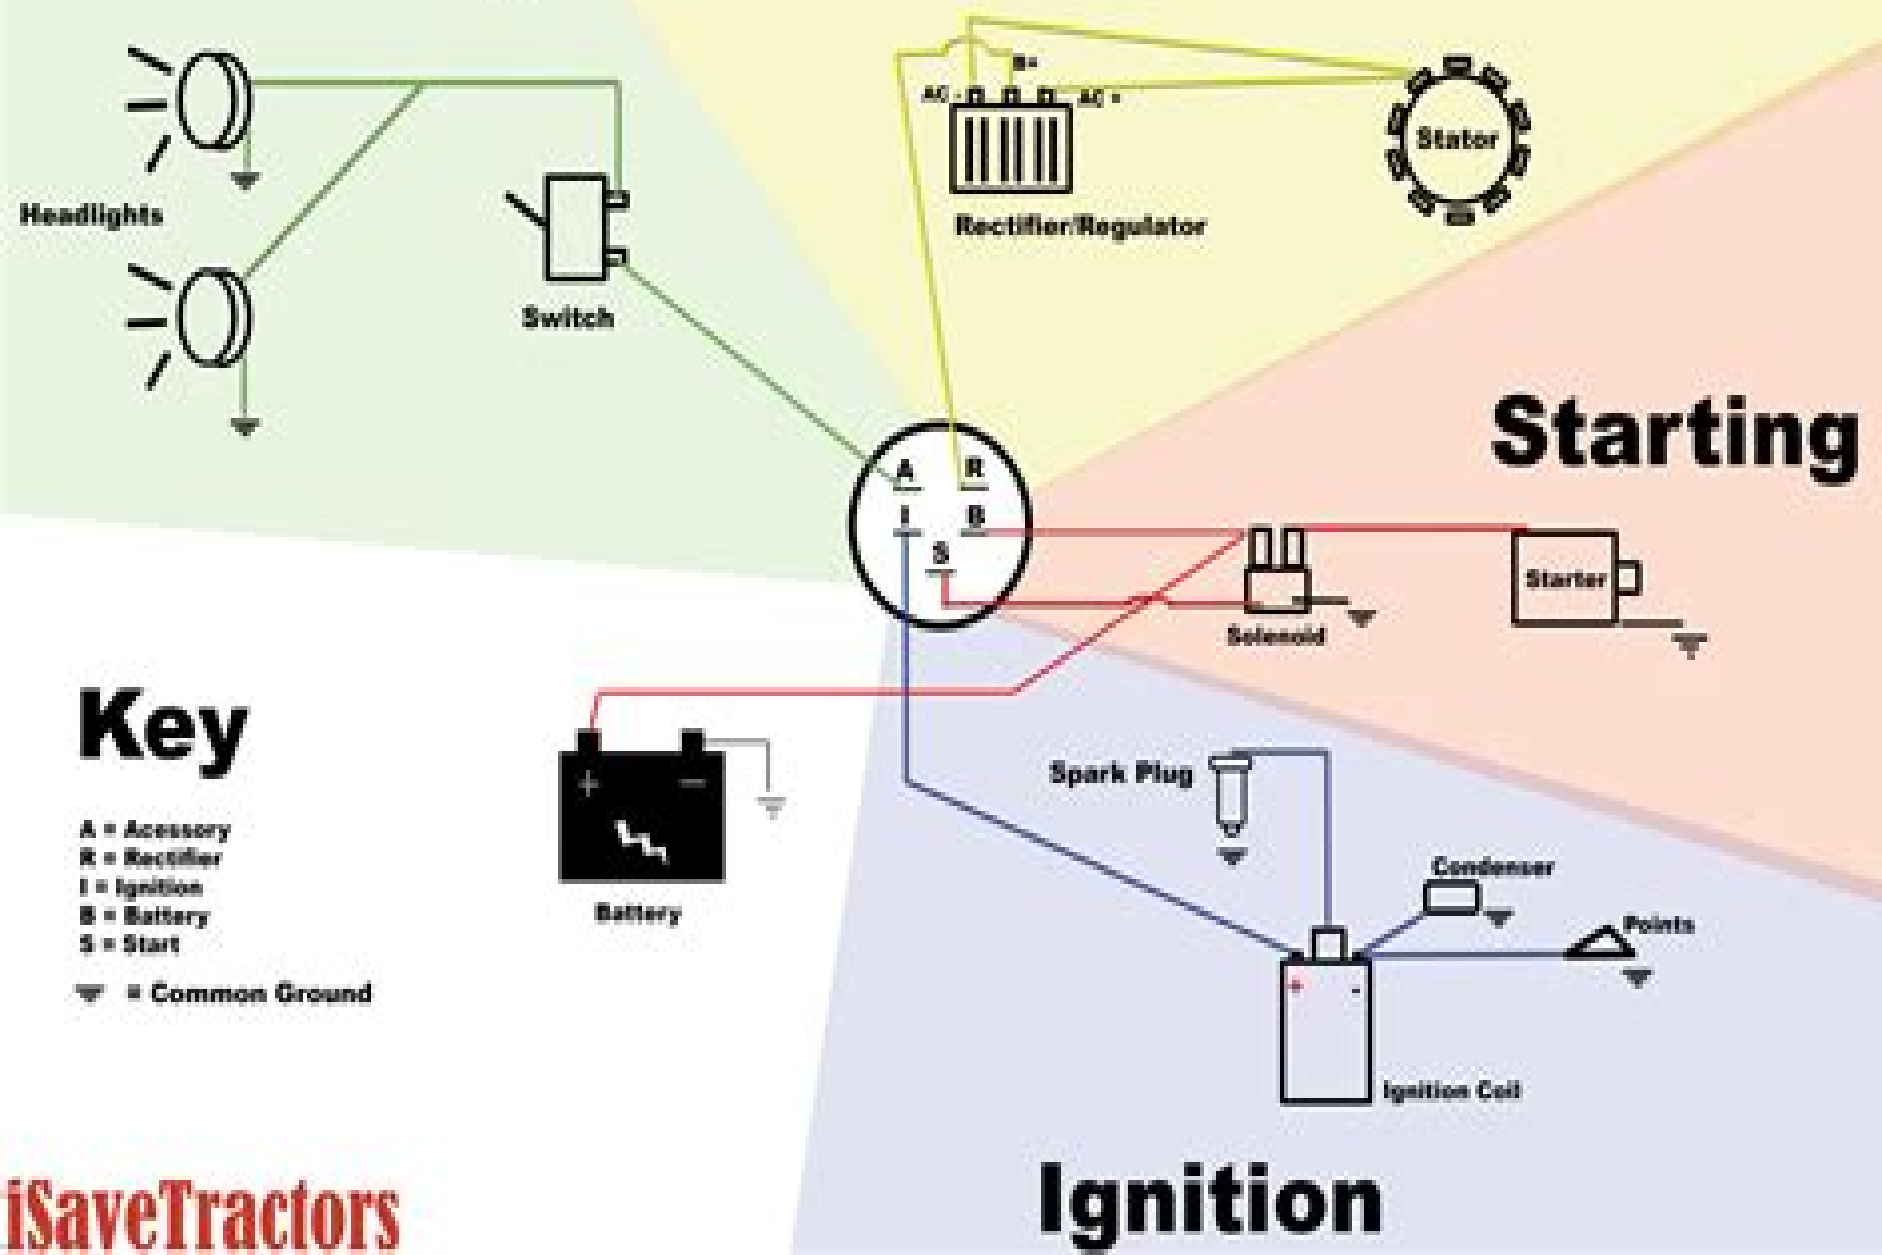 B+
AC -
AC +
Stator
Headlights
Rectifier/Regulator
Switch
Starting
A
R
I
B
S
Starter
Solenoid
Key
+
−
Spark Plug
A = Acessory
R = Rectifier
I = Ignition
B = Battery
S = Start
Battery
Condenser
Points
= Common Ground
+
-
Ignition Coil
Ignition
iSaveTractors